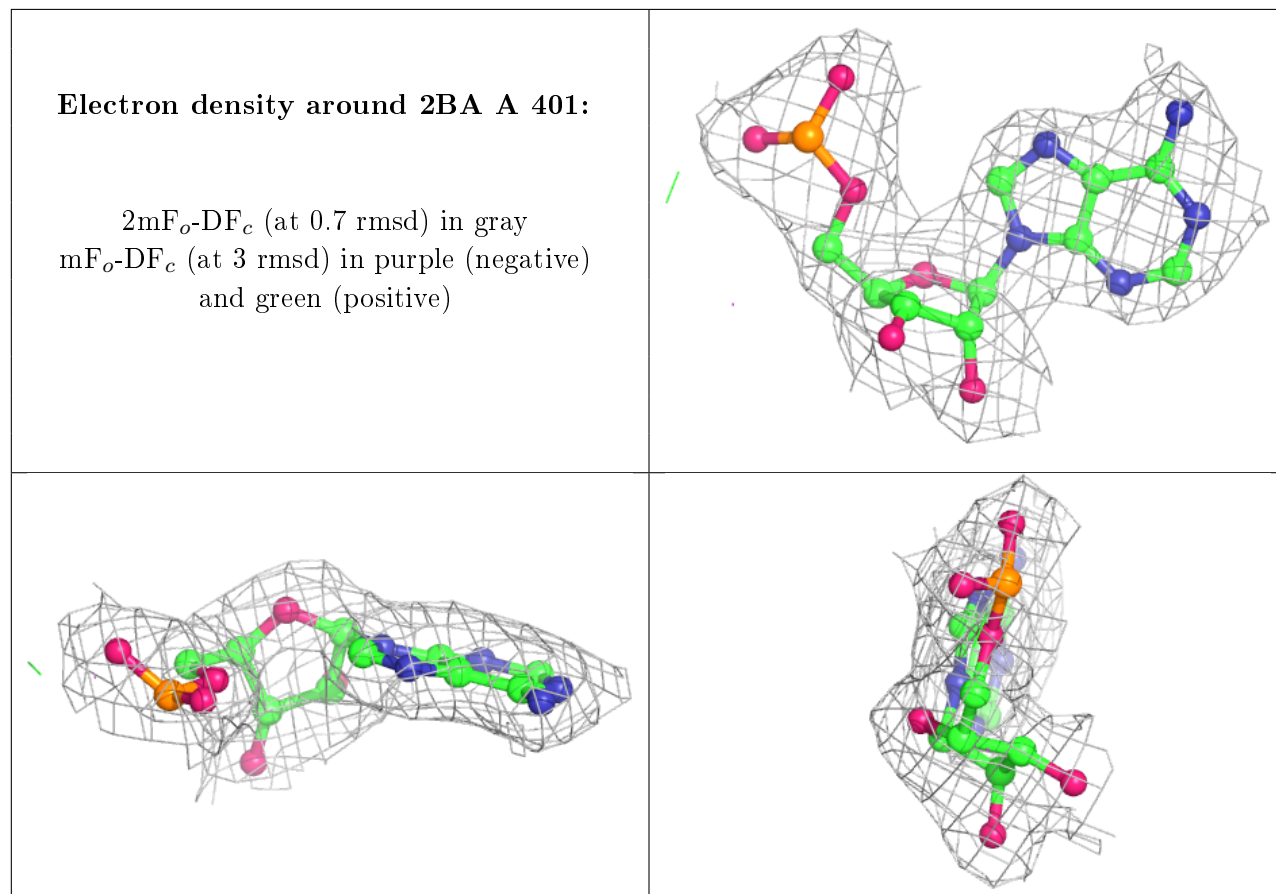 Electron density around 2BA A 401:
2mFo-DFc (at 0.7 rmsd) in gray
mFo-DFc (at 3 rmsd) in purple (negative)
and green (positive)